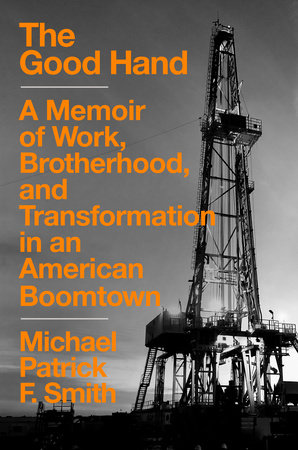 The
Good Hand
A Memoir
of Work,
Brotherhood,
and
Transformation
in an
American
Boomtown
Michael
Patrick
F. Smith